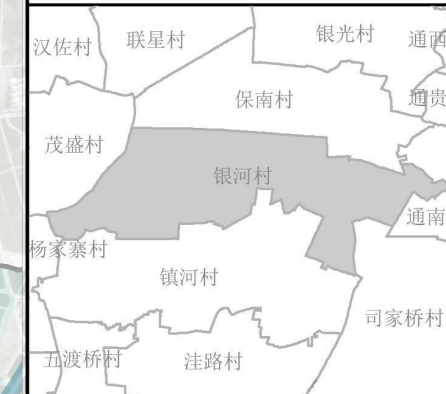 汉佐村
联星村
银光村
通西
保南村
通贵
茂盛村
银河村
通南
杨家寨村
镇河村
司家桥村
五渡桥村
洼路村